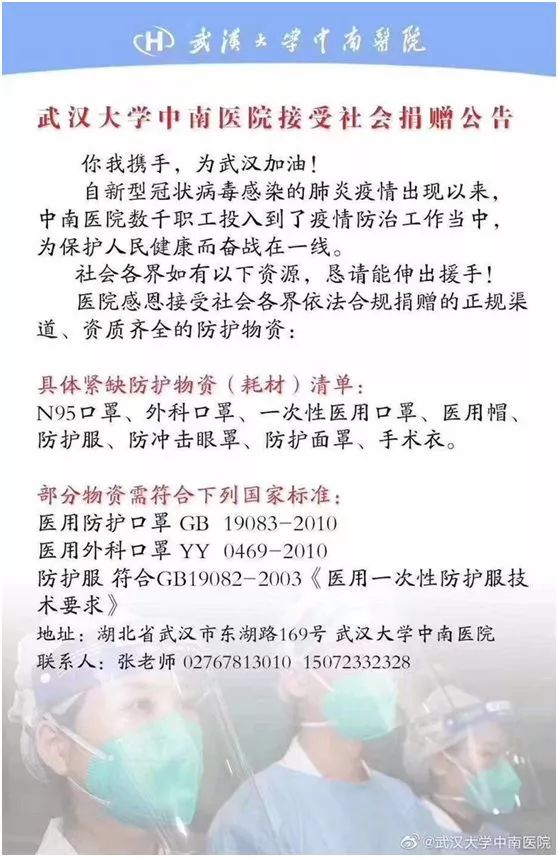 武漢大學中南醫院
武汉大学中南医院接受社会捐赠公告
你我携手，为武汉加油！
自新型冠状病毒感染的肺炎疫情出现以来，
中南医院数千职工投入到了疫情防治工作当中，
为保护人民健康而奋战在一线。
社会各界如有以下资源，恳请能伸出援手！
医院感恩接受社会各界依法合规捐赠的正规渠
道、资质齐全的防护物资：
具体紧缺防护物资（耗材）清单：
N95口罩、外科口罩、一次性医用口罩、医用帽、
防护服、防冲击眼罩、防护面罩、手术衣。
部分物资需符合下列国家标准：
医用防护口罩 GB 19083-2010
医用外科口罩 YY 0469-2010
防护服 符合GB19082-2003《医用一次性防护服技
术要求》
地址：湖北省武汉市东湖路169号 武汉大学中南医院
联系人：张老师 02767813010 15072332328
@武汉大学中南医院